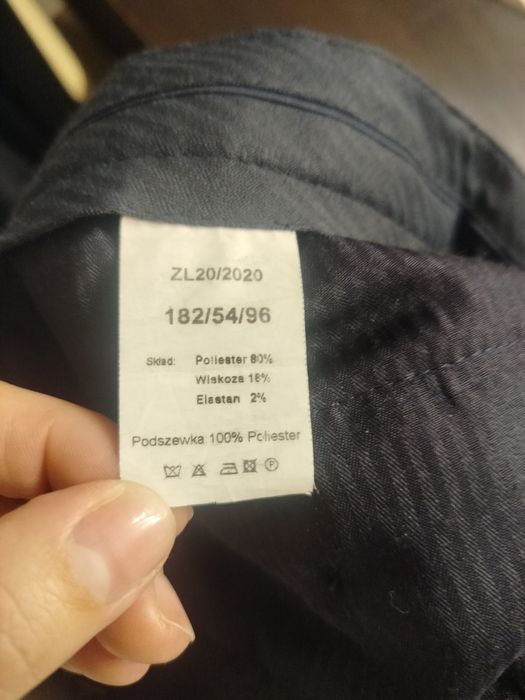 ZL20/2020
182/54/96
Skład: Poliester 80%
Wiskoza 18%
Elastan 2%
Podszewka 100% Poliester
P